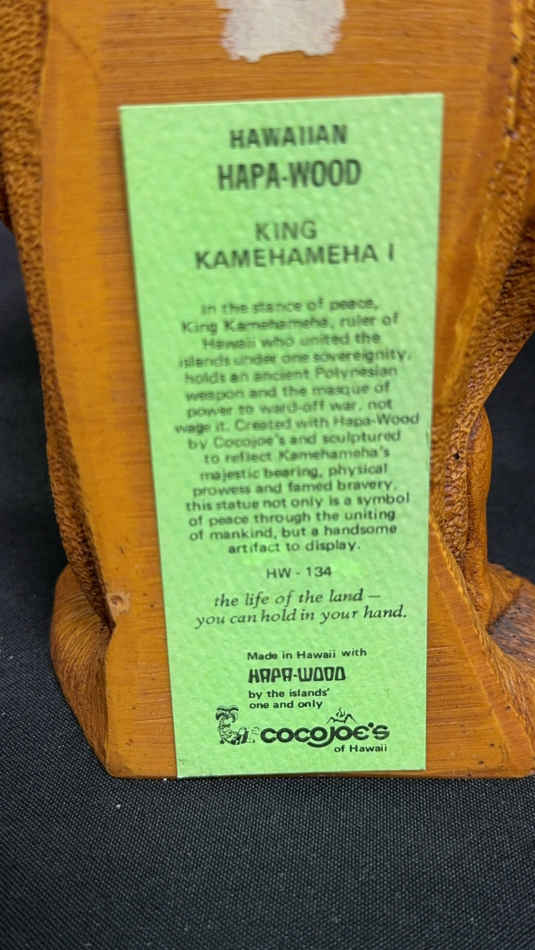 HAWAIIAN
HAPA-WOOD
KING
KAMEHAMEHA I
In the stance of peace,
King Kamehameha, ruler of
Hawaii who united the
islands under one sovereignity,
holds an ancient Polynesian
weapon and the masque of
power to ward-off war, not
wage it. Created with Hapa-Wood
by Cocojoe's and sculptured
to reflect Kamehameha's
majestic bearing, physical
prowess and famed bravery,
this statue not only is a symbol
of peace through the uniting
of mankind, but a handsome
artifact to display.
HW - 134
the life of the land —
you can hold in your hand.
Made in Hawaii with
HAPA-WOOD
by the islands'
one and only
COCOJOE'S
of Hawaii